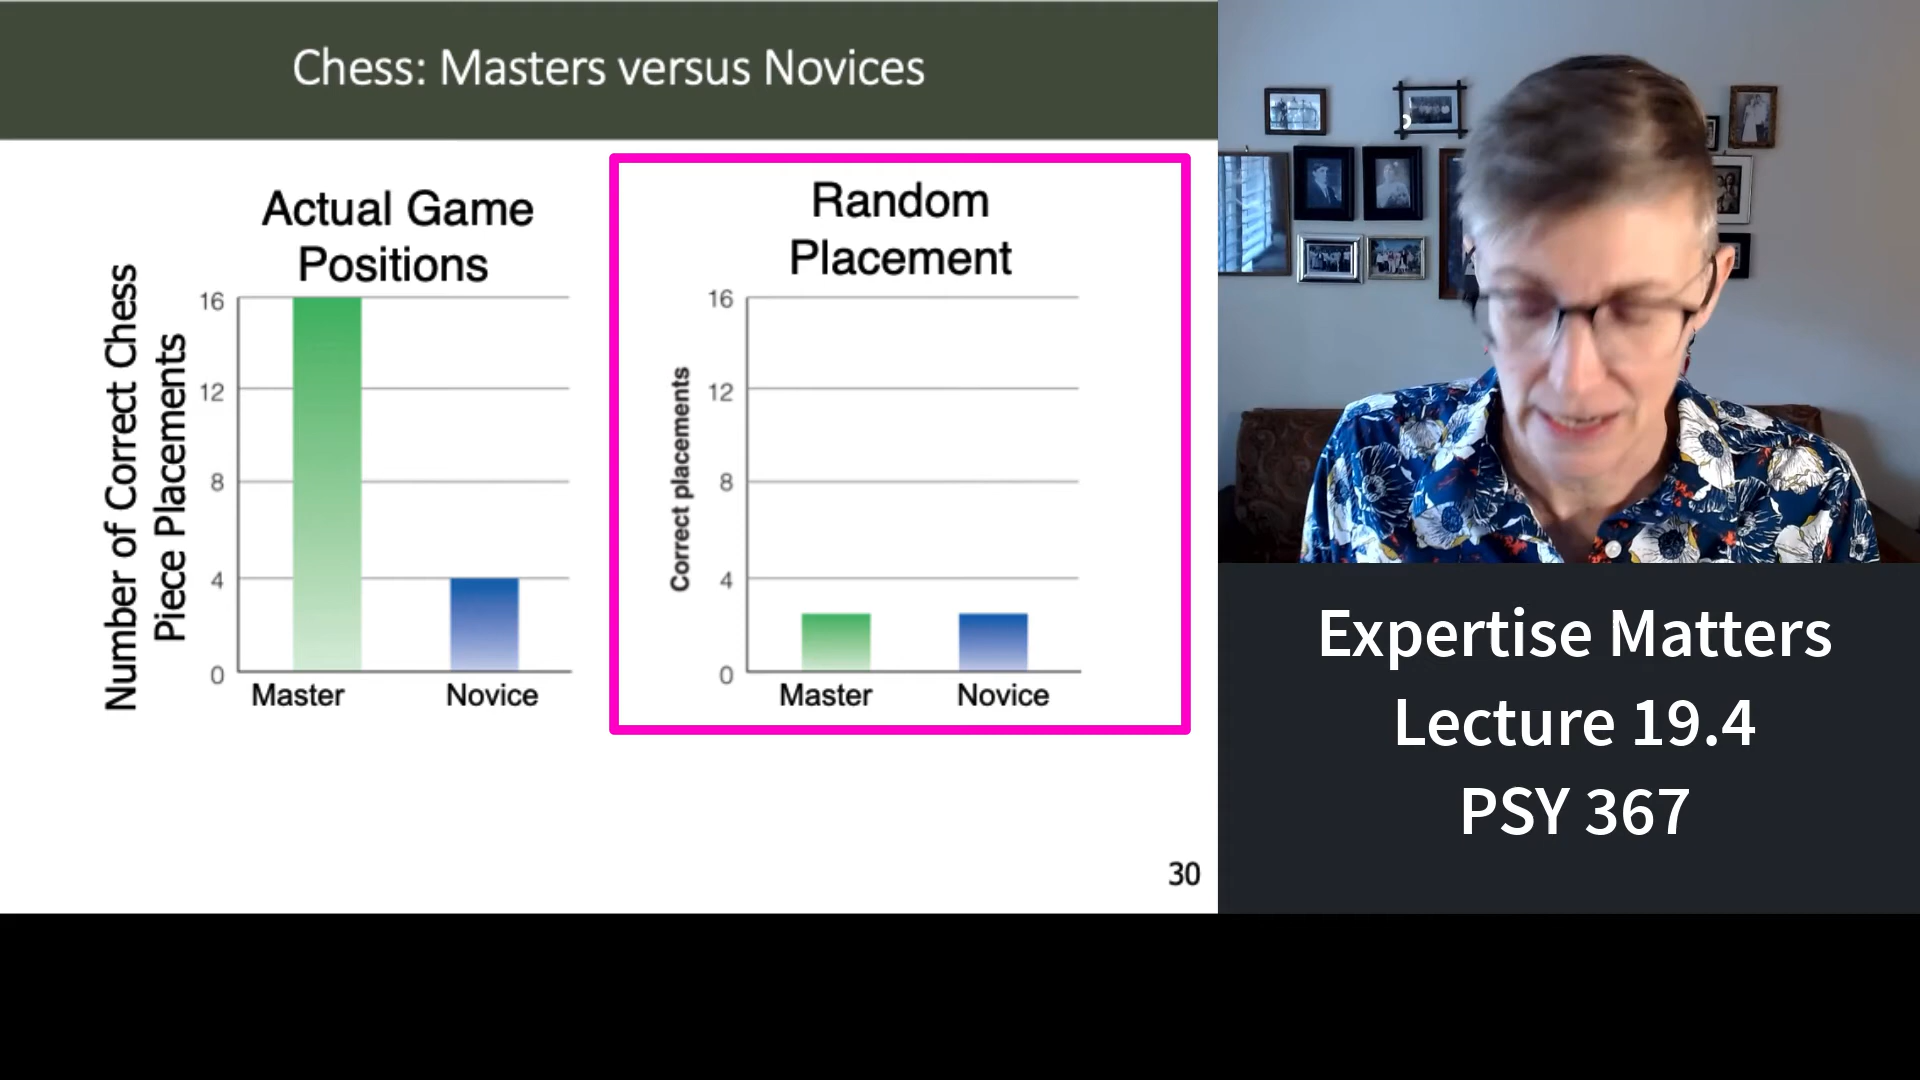 Chess: Masters versus Novices
Actual Game
Positions
Number of Correct Chess
Piece Placements
16
12
8
4
0
Master
Novice
Random
Placement
Correct placements
16
12
8
4
0
Master
Novice
30
Expertise Matters
Lecture 19.4
PSY 367